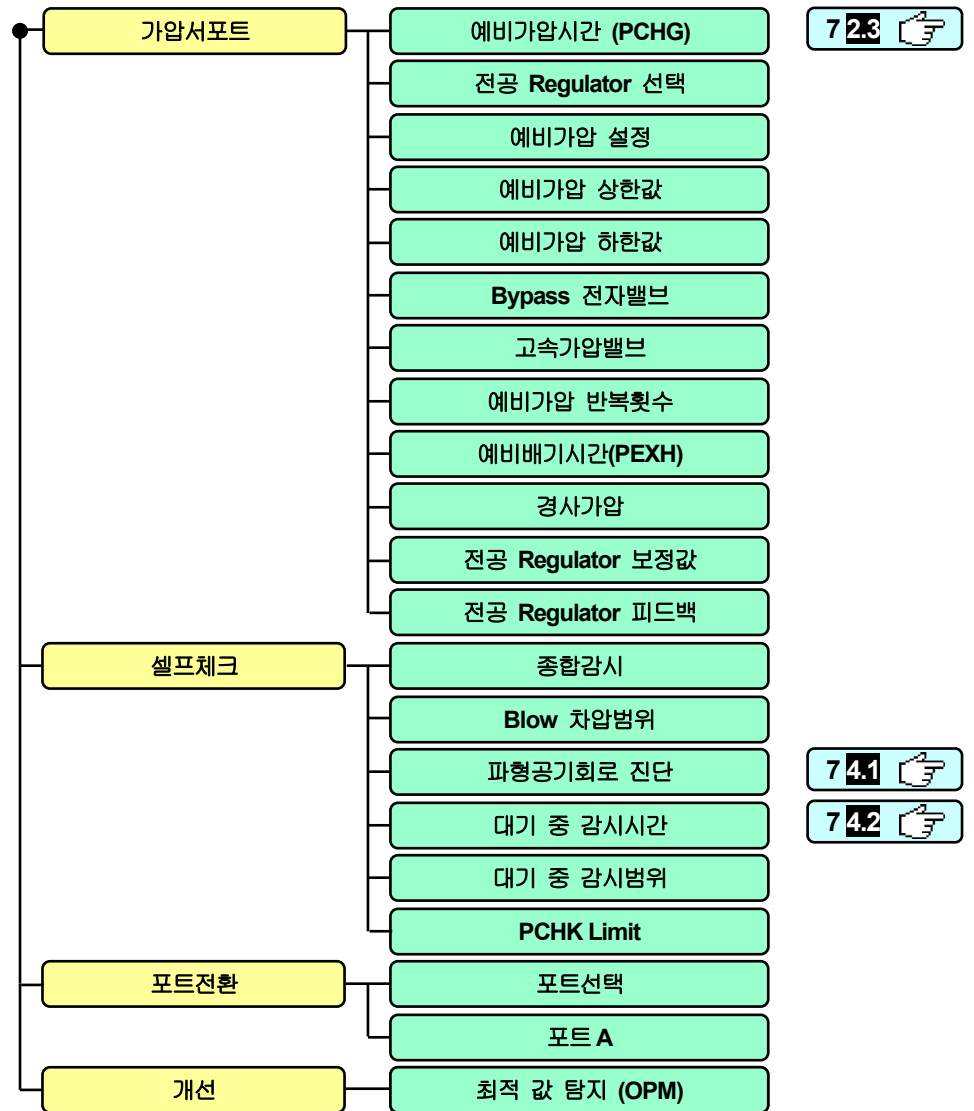 가압서포트 예비가압시간 (PCHG) 7 2.3
전공 Regulator 선택
예비가압 설정
예비가압 상한값
예비가압 하한값
Bypass 전자밸브
고속가압밸브
예비가압 반복횟수
예비배기시간(PEXH)
경사가압
전공 Regulator 보정값
전공 Regulator 피드백
셀프체크 종합감시
Blow 차압범위
파형공기회로 진단 7 4.1
대기 중 감시시간 7 4.2
대기 중 감시범위
PCHK Limit
포트전환 포트선택
포트 A
개선 최적 값 탐지 (OPM)